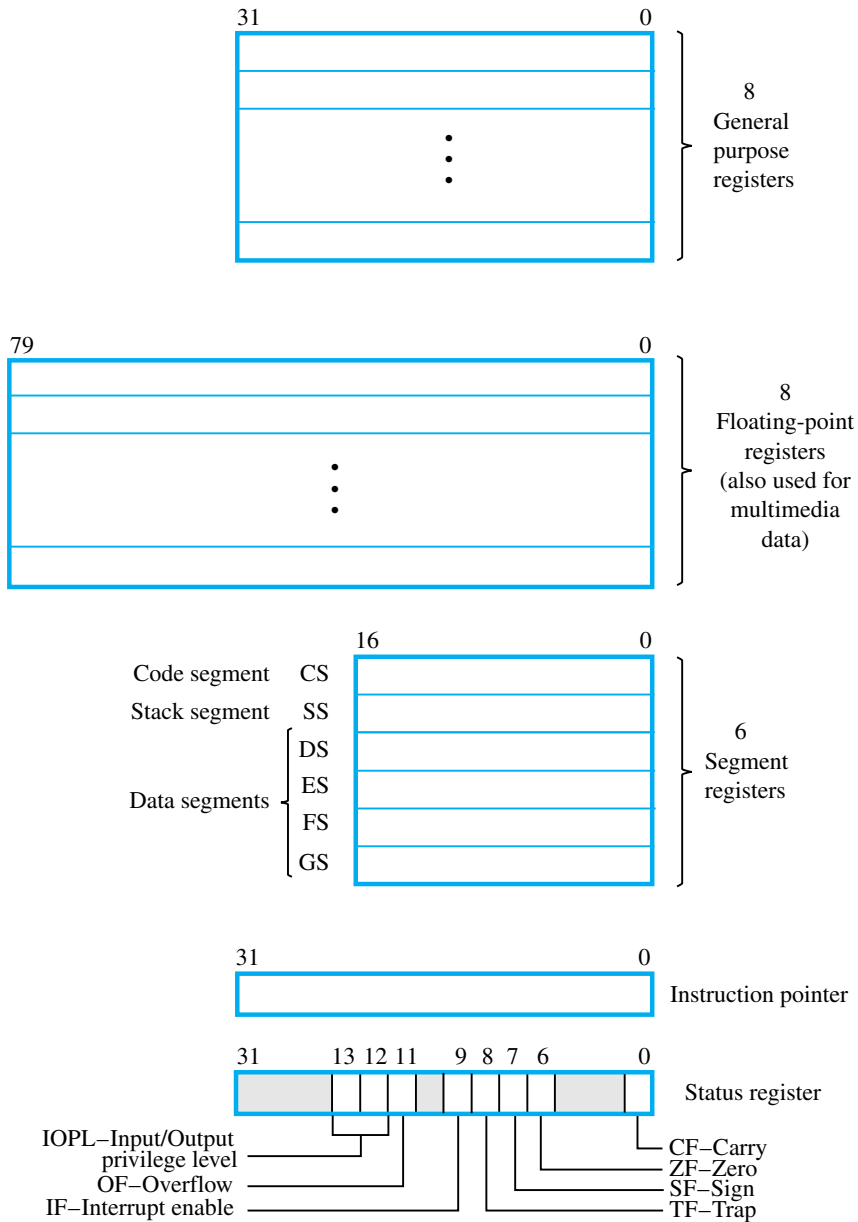 31 0
8
General
purpose
registers
79 0
8
Floating-point
registers
(also used for
multimedia
data)
16 0
Code segment CS
Stack segment SS
DS
ES
Data segments
FS
GS
6
Segment
registers
31 0
Instruction pointer
31 13 12 11 9 8 7 6 0
Status register
IOPL–Input/Output
privilege level
OF–Overflow
IF–Interrupt enable
CF–Carry
ZF–Zero
SF–Sign
TF–Trap